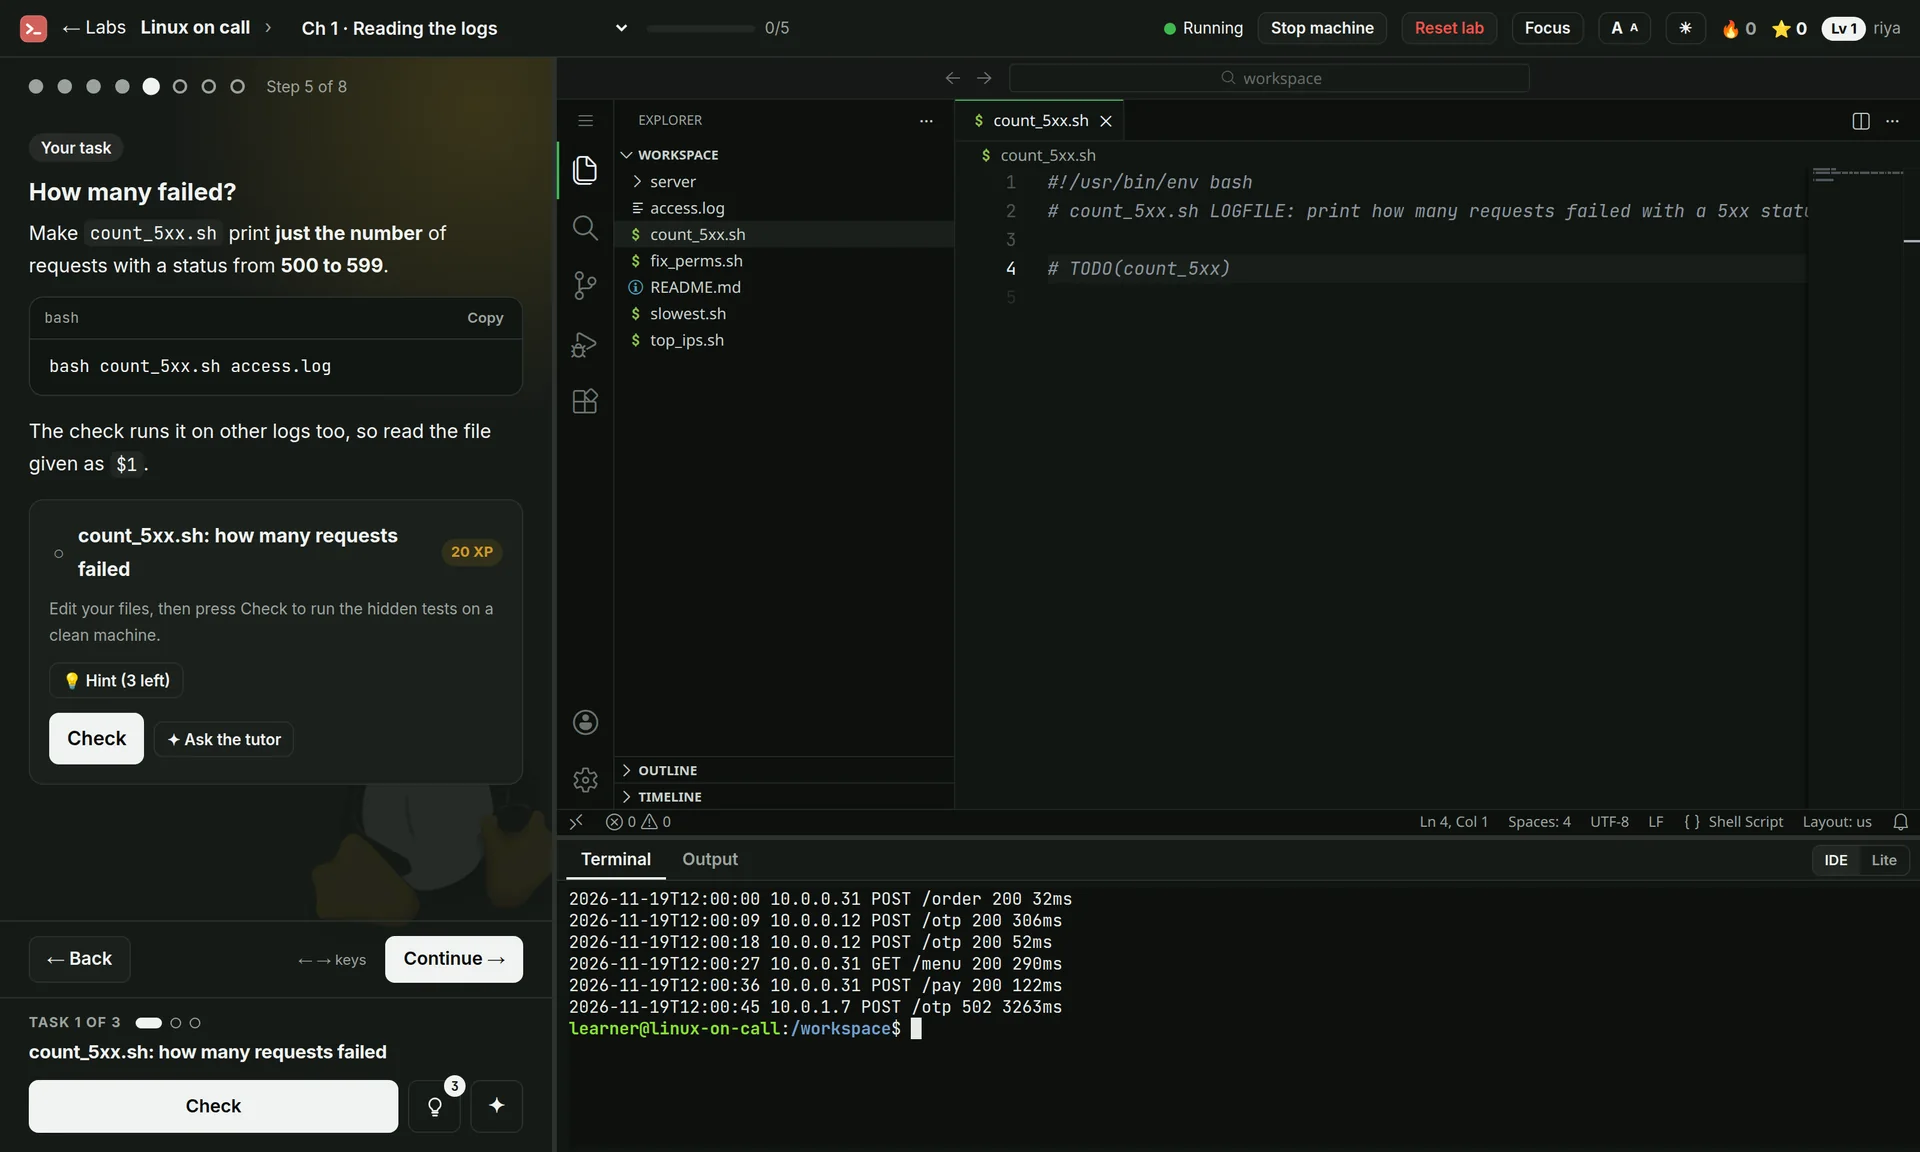 ← Labs Linux on call › Ch 1 · Reading the logs 0/5 Running Stop machine Reset lab Focus A A 0 0 Lv 1 riya
Step 5 of 8
Your task
How many failed?
Make count_5xx.sh print just the number of
requests with a status from 500 to 599.
bash Copy
bash count_5xx.sh access.log
The check runs it on other logs too, so read the file
given as $1 .
count_5xx.sh: how many requests
failed
20 XP
Edit your files, then press Check to run the hidden tests on a
clean machine.
Hint (3 left)
Check Ask the tutor
← Back ← → keys Continue →
TASK 1 OF 3
count_5xx.sh: how many requests failed
Check 3
workspace
EXPLORER ...
WORKSPACE
server
access.log
$ count_5xx.sh
$ fix_perms.sh
README.md
$ slowest.sh
$ top_ips.sh
OUTLINE
TIMELINE
$ count_5xx.sh
$ count_5xx.sh
1 #!/usr/bin/env bash
2 # count_5xx.sh LOGFILE: print how many requests failed with a 5xx statu
3
4 # TODO(count_5xx)
5
0 0 Ln 4, Col 1 Spaces: 4 UTF-8 LF { } Shell Script Layout: us
Terminal Output IDE Lite
2026-11-19T12:00:00 10.0.0.31 POST /order 200 32ms
2026-11-19T12:00:09 10.0.0.12 POST /otp 200 306ms
2026-11-19T12:00:18 10.0.0.12 POST /otp 200 52ms
2026-11-19T12:00:27 10.0.0.31 GET /menu 200 290ms
2026-11-19T12:00:36 10.0.0.31 POST /pay 200 122ms
2026-11-19T12:00:45 10.0.1.7 POST /otp 502 3263ms
learner@linux-on-call:/workspace$